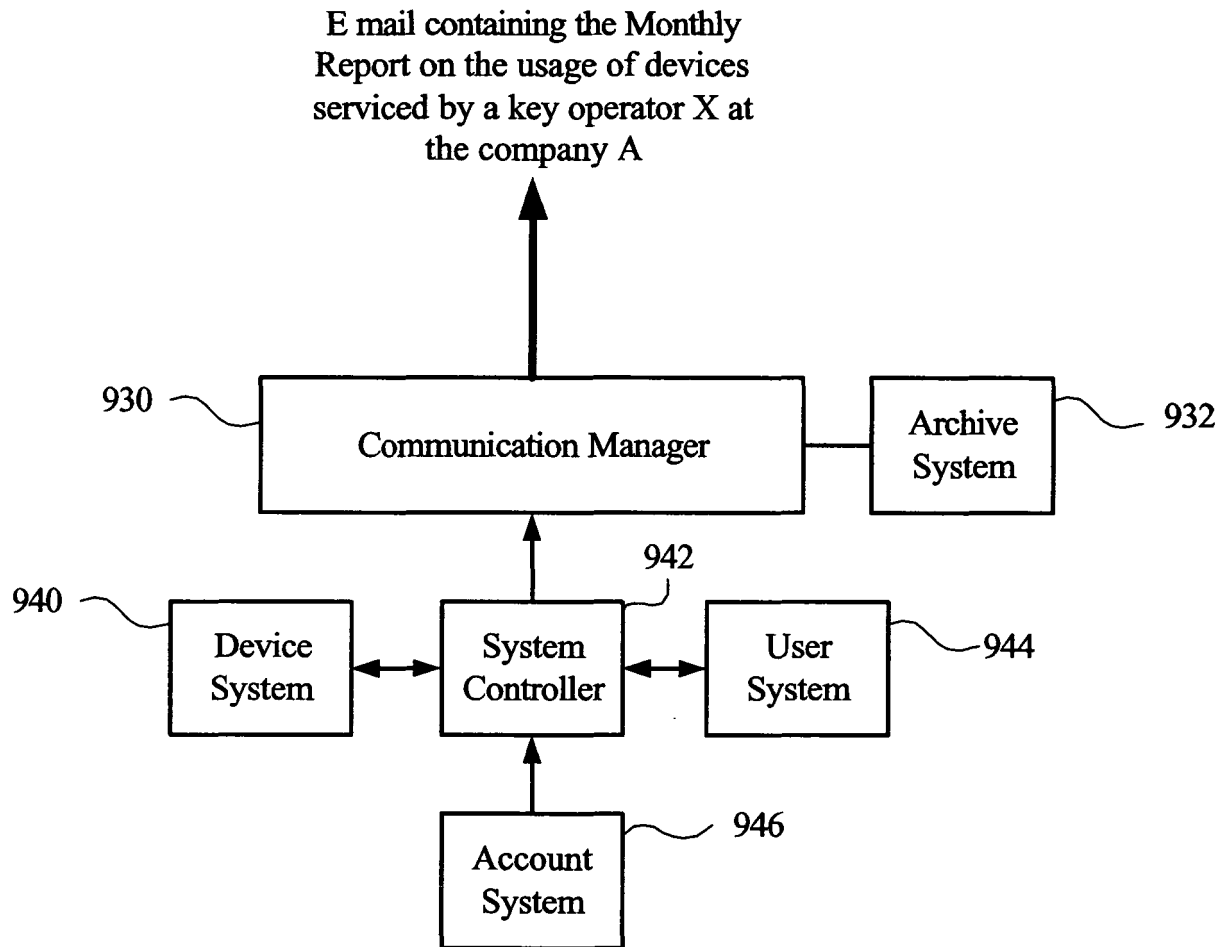 E mail containing the Monthly
Report on the usage of devices
serviced by a key operator X at
the company A
930
Communication Manager
Archive
System
932
940
Device
System
942
System
Controller
User
System
944
946
Account
System